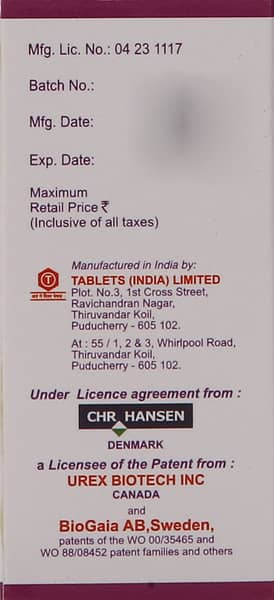 Mfg. Lic. No.: 04 23 1117
Batch No.:
Mfg. Date:
Exp. Date:
Maximum
Retail Price ₹
(Inclusive of all taxes)
Manufactured in India by:
TABLETS (INDIA) LIMITED
Plot. No.3, 1st Cross Street,
Ravichandran Nagar,
Thiruvandar Koil,
Puducherry - 605 102.
At : 55 / 1, 2 & 3, Whirlpool Road,
Thiruvandar Koil,
Puducherry - 605 102.
Under Licence agreement from :
CHR HANSEN
DENMARK
a Licensee of the Patent from :
UREX BIOTECH INC
CANADA
and
BioGaia AB,Sweden,
patents of the WO 00/35465 and
WO 88/08452 patent families and others